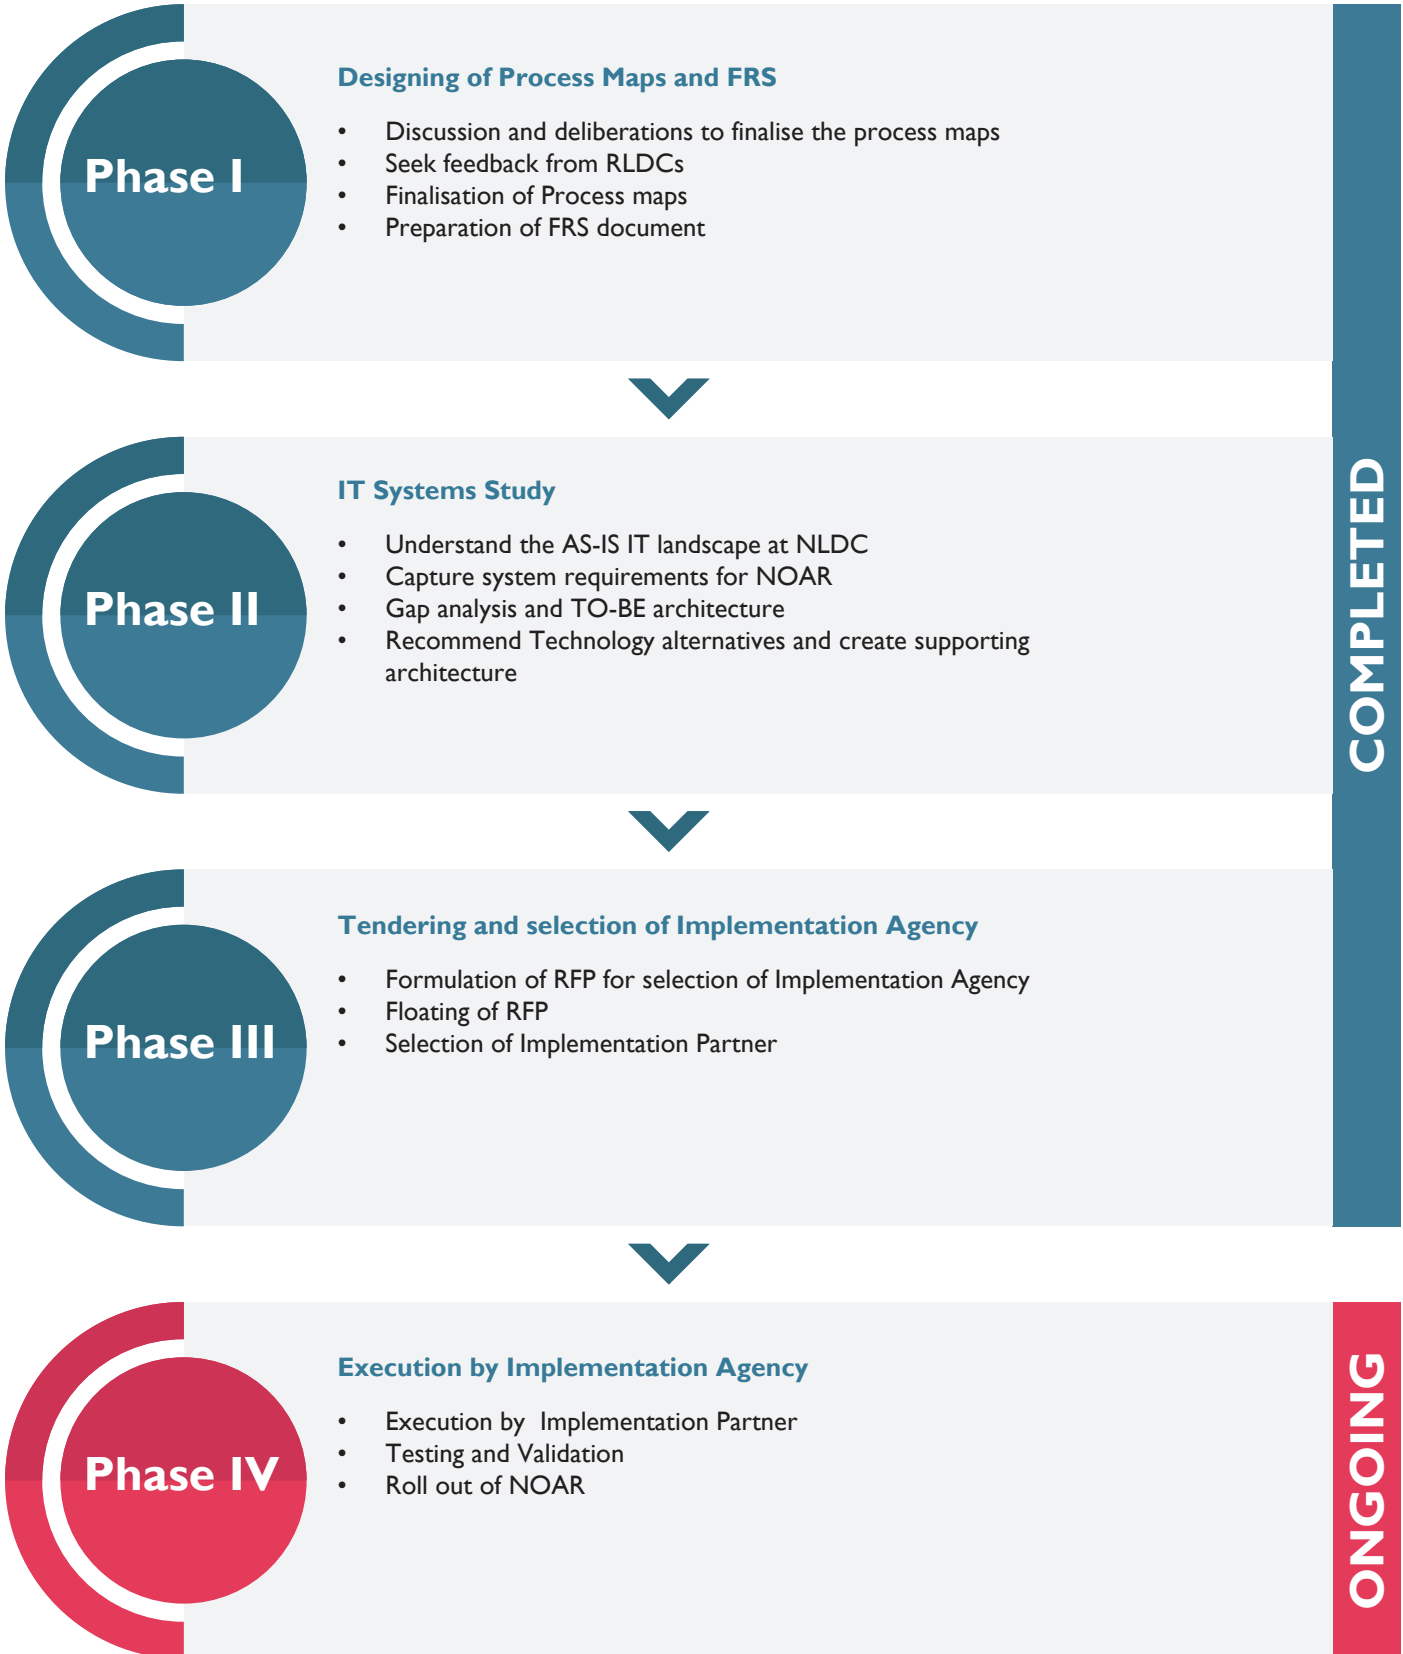 Designing of Process Maps and FRS
Phase I
• Discussion and deliberations to finalise the process maps
• Seek feedback from RLDCs
• Finalisation of Process maps
• Preparation of FRS document
IT Systems Study
Phase II
• Understand the AS-IS IT landscape at NLDC
• Capture system requirements for NOAR
• Gap analysis and TO-BE architecture
• Recommend Technology alternatives and create supporting
architecture
COMPLETED
Tendering and selection of Implementation Agency
Phase III
• Formulation of RFP for selection of Implementation Agency
• Floating of RFP
• Selection of Implementation Partner
Execution by Implementation Agency
Phase IV
• Execution by  Implementation Partner
• Testing and Validation
• Roll out of NOAR
ONGOING